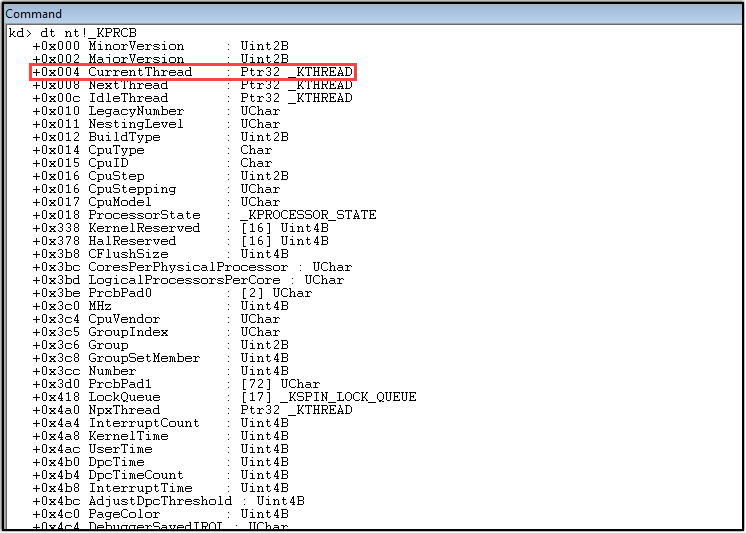 Command
kd> dt nt!_KPRCB
+0x000 MinorVersion : Uint2B
+0x002 MajorVersion : Uint2B
+0x004 CurrentThread : Ptr32 _KTHREAD
+0x008 NextThread : Ptr32 _KTHREAD
+0x00c IdleThread : Ptr32 _KTHREAD
+0x010 LegacyNumber : UChar
+0x011 NestingLevel : UChar
+0x012 BuildType : Uint2B
+0x014 CpuType : Char
+0x015 CpuID : Char
+0x016 CpuStep : Uint2B
+0x016 CpuStepping : UChar
+0x017 CpuModel : UChar
+0x018 ProcessorState : _KPROCESSOR_STATE
+0x338 KernelReserved : [16] Uint4B
+0x378 HalReserved : [16] Uint4B
+0x3b8 CFlushSize : Uint4B
+0x3bc CoresPerPhysicalProcessor : UChar
+0x3bd LogicalProcessorsPerCore : UChar
+0x3be PrcbPad0 : [2] UChar
+0x3c0 MHz : Uint4B
+0x3c4 CpuVendor : UChar
+0x3c5 GroupIndex : UChar
+0x3c6 Group : Uint2B
+0x3c8 GroupSetMember : Uint4B
+0x3cc Number : Uint4B
+0x3d0 PrcbPad1 : [72] UChar
+0x418 LockQueue : [17] _KSPIN_LOCK_QUEUE
+0x4a0 NpxThread : Ptr32 _KTHREAD
+0x4a4 InterruptCount : Uint4B
+0x4a8 KernelTime : Uint4B
+0x4ac UserTime : Uint4B
+0x4b0 DpcTime : Uint4B
+0x4b4 DpcTimeCount : Uint4B
+0x4b8 InterruptTime : Uint4B
+0x4bc AdjustDpcThreshold : Uint4B
+0x4c0 PageColor : Uint4B
+0x4c4 DebuggerSavedIRQL : UChar